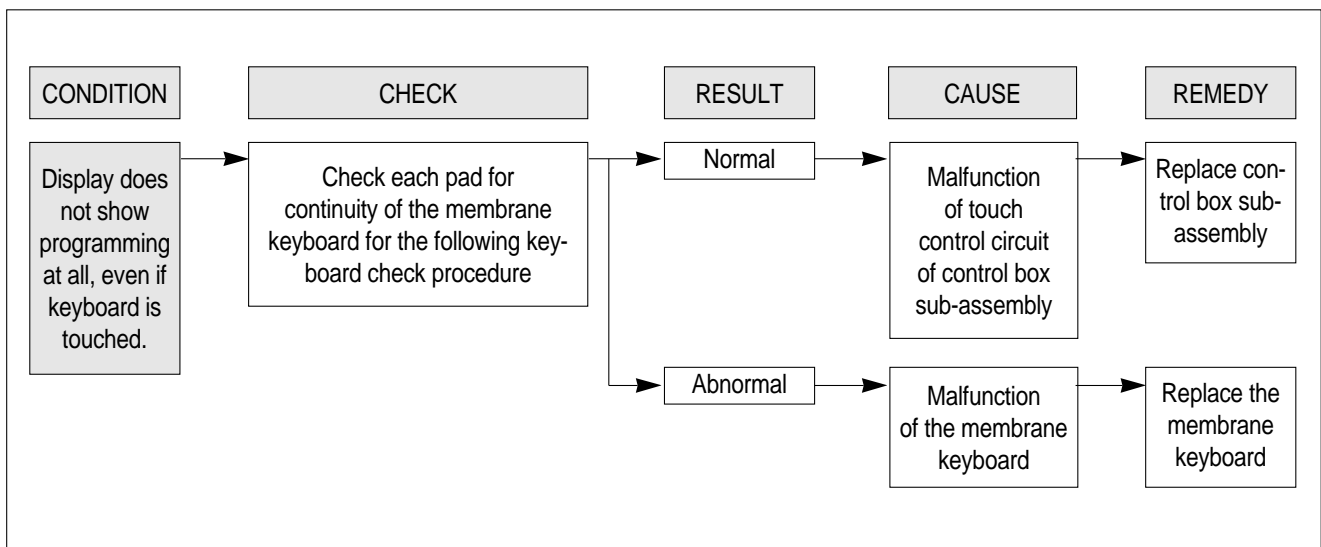 CONDITION
CHECK
RESULT
CAUSE
REMEDY
Display does
not show
programming
at all, even if
keyboard is
touched.
Check each pad for
continuity of the membrane
keyboard for the following key-
board check procedure
Normal
Malfunction
of touch
control circuit
of control box
sub-assembly
Replace con-
trol box sub-
assembly
Abnormal
Malfunction
of the membrane
keyboard
Replace the
membrane
keyboard